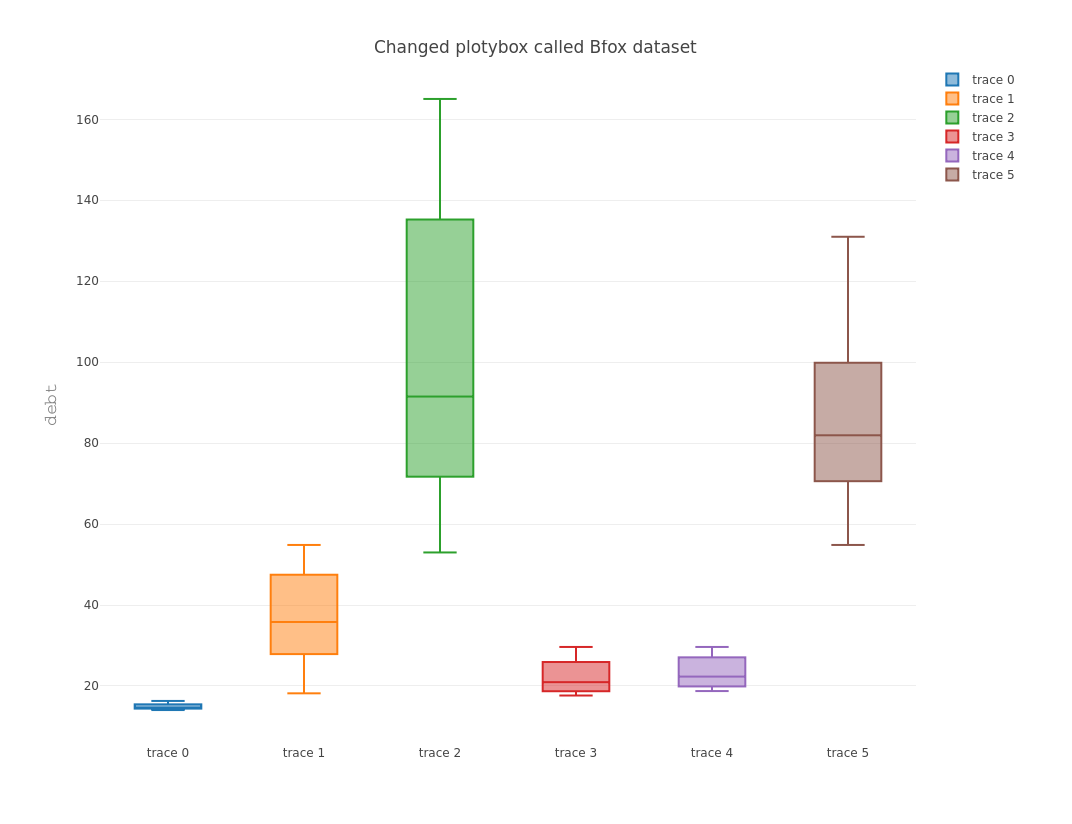 Changed plotybox called Bfox dataset
trace 0
trace 1
trace 2
trace 3
trace 4
trace 5
160
140
120
100
80
60
40
20
debt
trace 0
trace 1
trace 2
trace 3
trace 4
trace 5